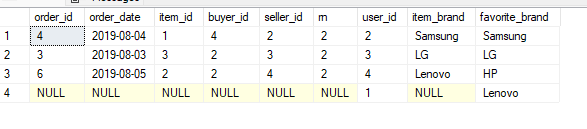 order_id order_date item_id buyer_id seller_id rn user_id item_brand favorite_brand
1 4 2019-08-04 1 4 2 2 2 Samsung Samsung
2 3 2019-08-03 2 3 3 2 3 LG LG
3 6 2019-08-05 2 2 4 2 4 Lenovo HP
4 NULL NULL NULL NULL NULL NULL 1 NULL Lenovo